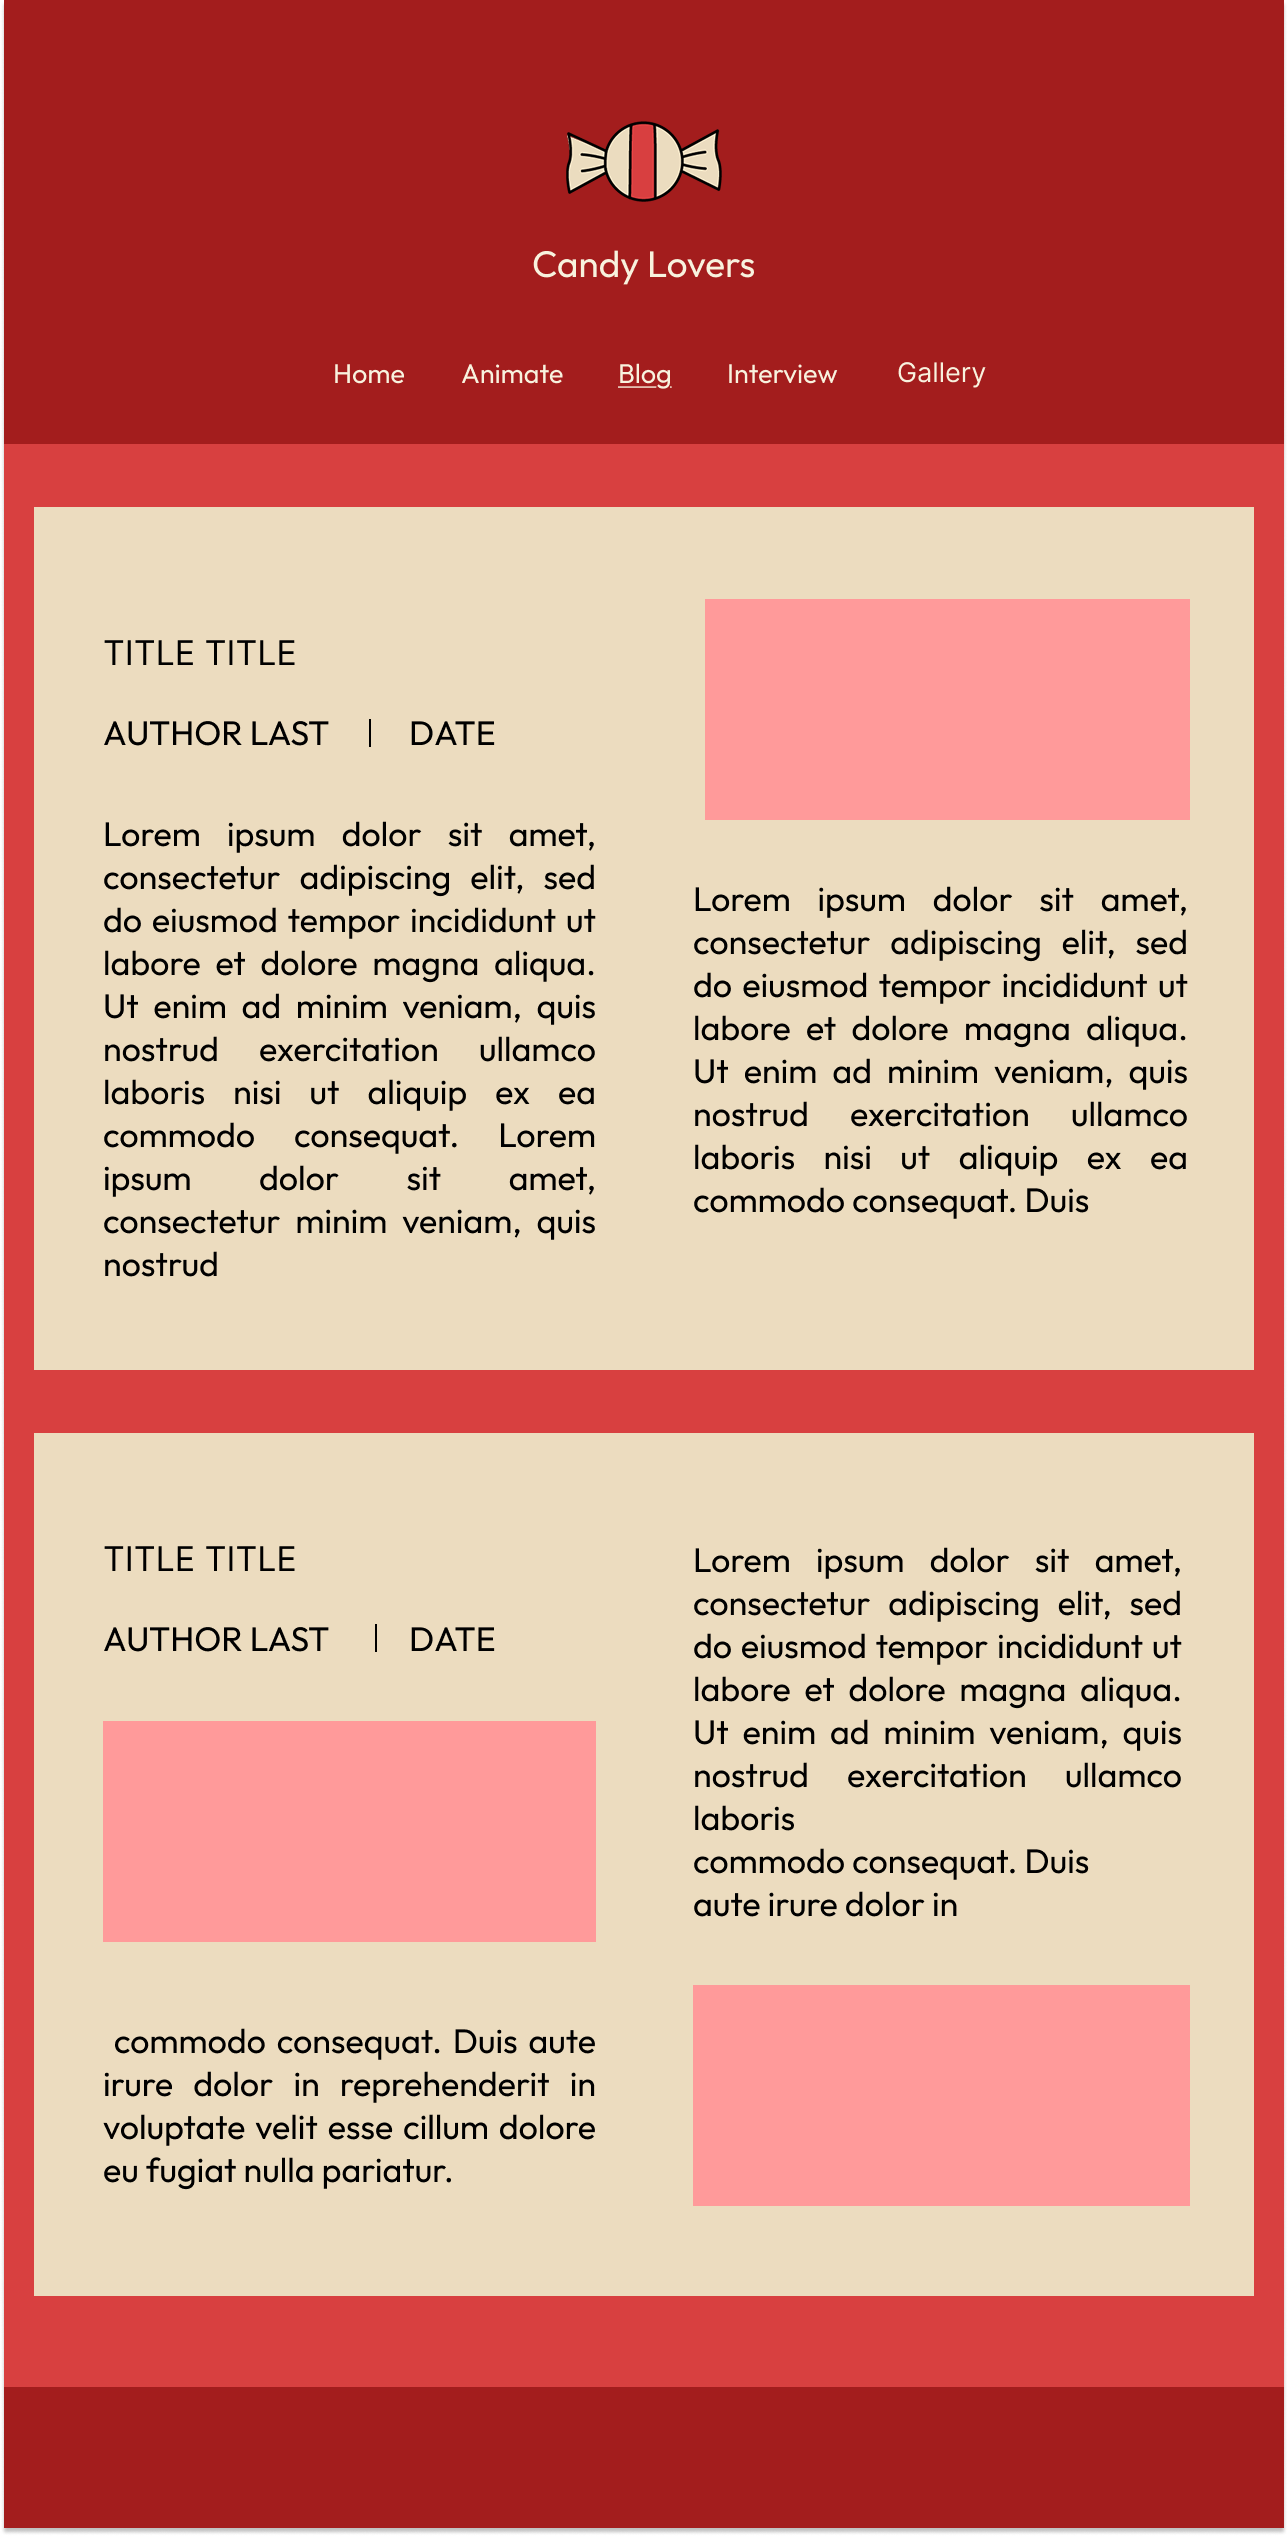 Candy Lovers
Home Animate Blog Interview Gallery
TITLE TITLE
AUTHOR LAST | DATE
Lorem ipsum dolor sit amet,
consectetur adipiscing elit, sed
do eiusmod tempor incididunt ut
labore et dolore magna aliqua.
Ut enim ad minim veniam, quis
nostrud exercitation ullamco
laboris nisi ut aliquip ex ea
commodo consequat. Lorem
ipsum dolor sit amet,
consectetur minim veniam, quis
nostrud
Lorem ipsum dolor sit amet,
consectetur adipiscing elit, sed
do eiusmod tempor incididunt ut
labore et dolore magna aliqua.
Ut enim ad minim veniam, quis
nostrud exercitation ullamco
laboris nisi ut aliquip ex ea
commodo consequat. Duis
TITLE TITLE
AUTHOR LAST | DATE
commodo consequat. Duis aute
irure dolor in reprehenderit in
voluptate velit esse cillum dolore
eu fugiat nulla pariatur.
Lorem ipsum dolor sit amet,
consectetur adipiscing elit, sed
do eiusmod tempor incididunt ut
labore et dolore magna aliqua.
Ut enim ad minim veniam, quis
nostrud exercitation ullamco
laboris
commodo consequat. Duis
aute irure dolor in